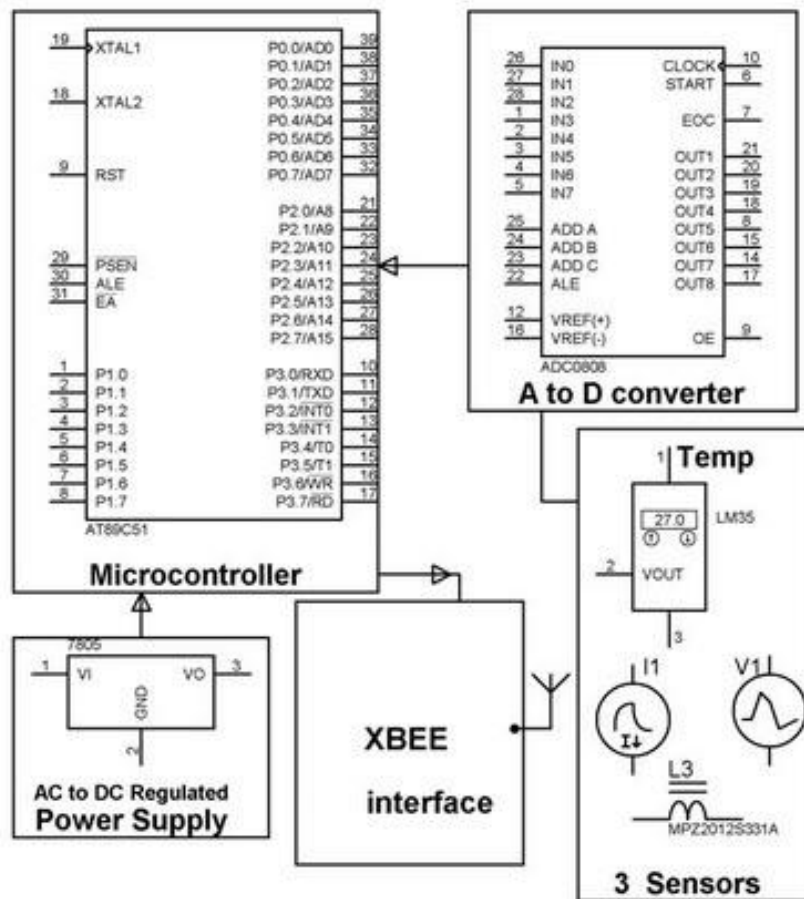 19 XTAL1 P0.0/AD0 39
P0.1/AD1 38
P0.2/AD2 37
18 XTAL2 P0.3/AD3 36
P0.4/AD4 35
P0.5/AD5 34
P0.6/AD6 33
9 RST P0.7/AD7 32
P2.0/A8 21
P2.1/A9 22
P2.2/A10 23
29 PSEN P2.3/A11 24
30 ALE P2.4/A12 25
31 EA P2.5/A13 26
P2.6/A14 27
P2.7/A15 28
1 P1.0 P3.0/RXD 10
2 P1.1 P3.1/TXD 11
3 P1.2 P3.2/INT0 12
4 P1.3 P3.3/INT1 13
5 P1.4 P3.4/T0 14
6 P1.5 P3.5/T1 15
7 P1.6 P3.6/WR 16
8 P1.7 P3.7/RD 17
AT89C51
Microcontroller
26 IN0 CLOCK 10
27 IN1 START 6
28 IN2
1 IN3 EOC 7
2 IN4
3 IN5 OUT1 21
4 IN6 OUT2 20
5 IN7 OUT3 19
OUT4 18
25 ADD A OUT5 8
24 ADD B OUT6 15
23 ADD C OUT7 14
22 ALE OUT8 17
12 VREF(+)
16 VREF(-) OE 9
ADC0808
A to D converter
1 Temp
27.0 LM35
2 VOUT
3
I1 V1
I
L3
MPZ2012S331A
3 Sensors
7805
1 VI VO 3
GND
2
AC to DC Regulated
Power Supply
XBEE
interface